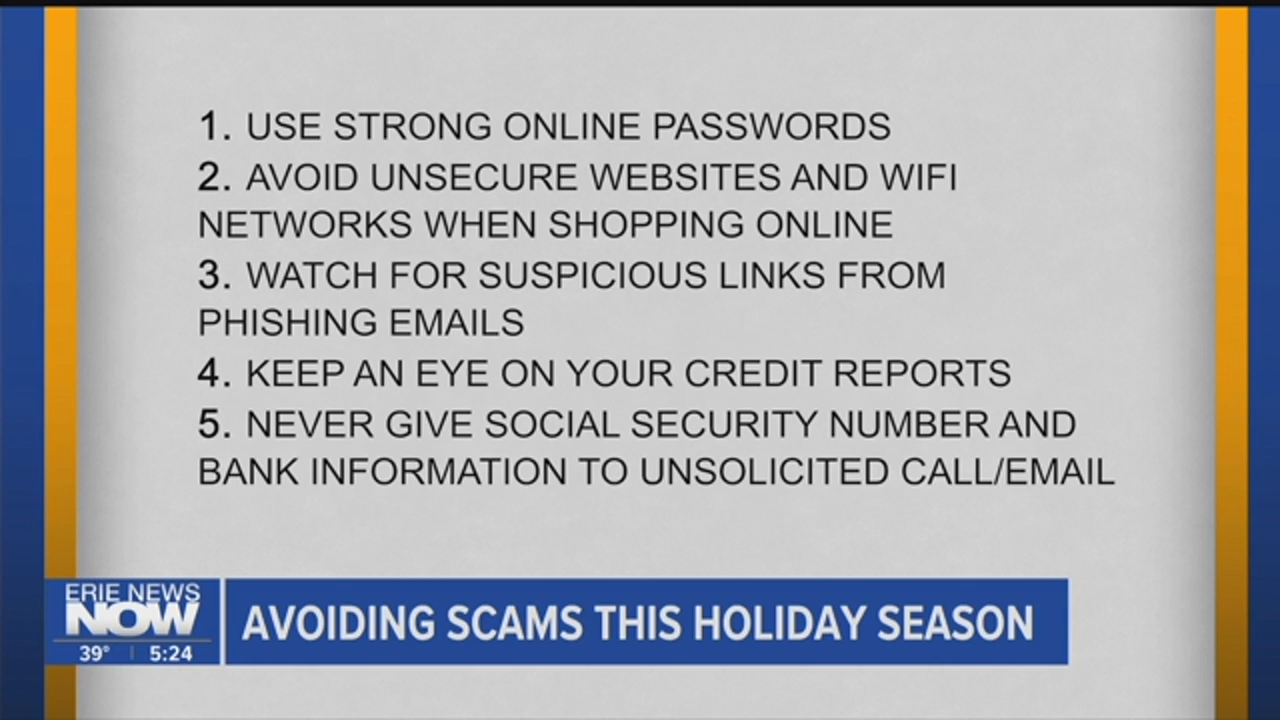 1. USE STRONG ONLINE PASSWORDS
2. AVOID UNSECURE WEBSITES AND WIFI
NETWORKS WHEN SHOPPING ONLINE
3. WATCH FOR SUSPICIOUS LINKS FROM
PHISHING EMAILS
4. KEEP AN EYE ON YOUR CREDIT REPORTS
5. NEVER GIVE SOCIAL SECURITY NUMBER AND
BANK INFORMATION TO UNSOLICITED CALL/EMAIL
ERIE NEWS
NOW
39° | 5:24
AVOIDING SCAMS THIS HOLIDAY SEASON